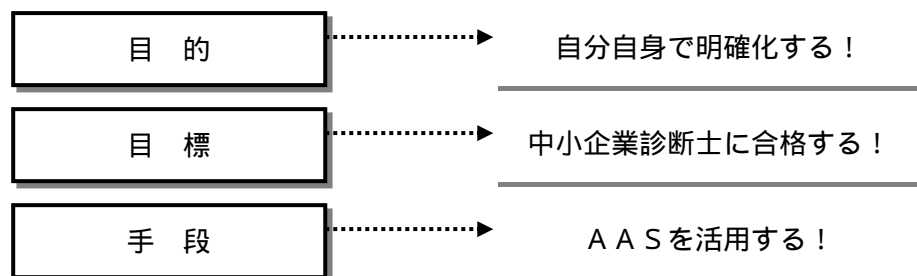 目　的
自分自身で明確化する！
目　標
中小企業診断士に合格する！
手　段
ＡＡＳを活用する！